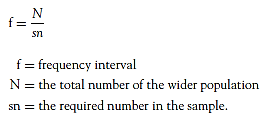 f = N
sn
f = frequency interval
N = the total number of the wider population
sn = the required number in the sample.